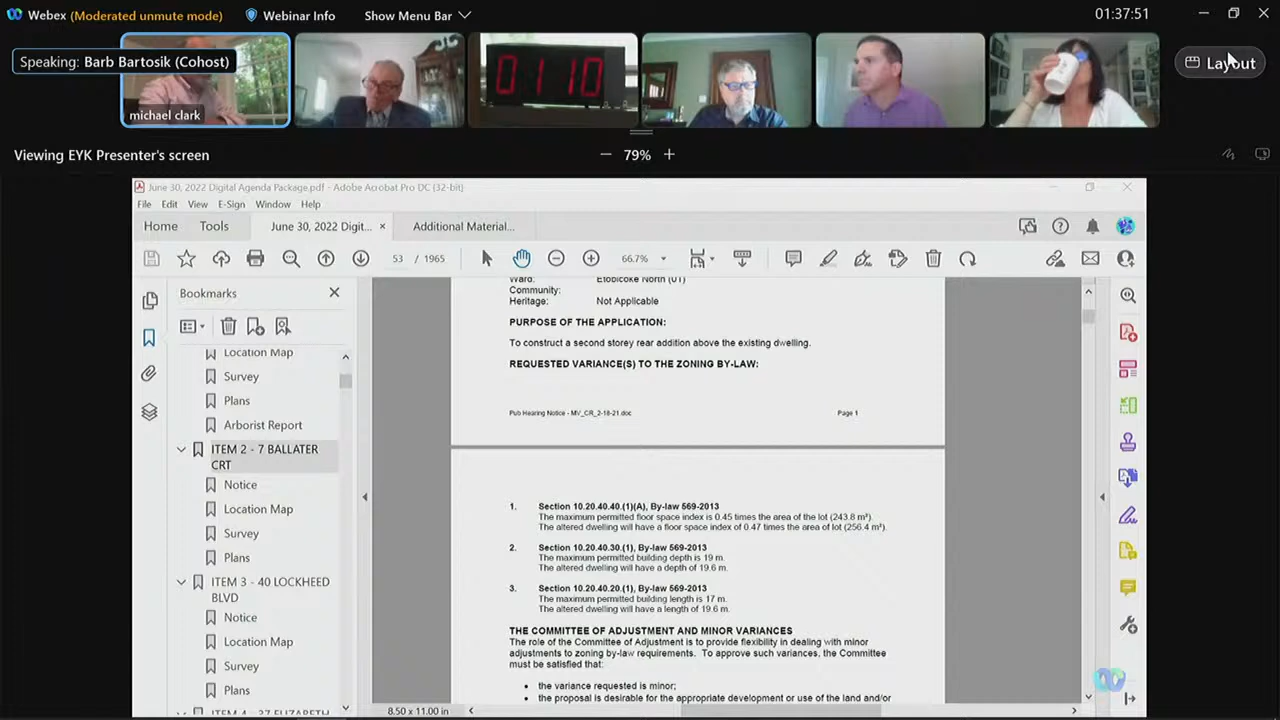 Webex (Moderated unmute mode) Webinar Info Show Menu Bar 01:37:51
Speaking: Barb Bartosik (Cohost)
michael clark
0110
Layout
Viewing EYK Presenter's screen
79%
June 30, 2022 Digital Agenda Package.pdf - Adobe Acrobat Pro DC (32-bit)
File Edit View E-Sign Window Help
Home Tools June 30, 2022 Digit... × Additional Material...
53 / 1965 66.7%
Bookmarks
Location Map
Survey
Plans
Arborist Report
ITEM 2 - 7 BALLATER
CRT
Notice
Location Map
Survey
Plans
ITEM 3 - 40 LOCKHEED
BLVD
Notice
Location Map
Survey
Plans
ITEM 4 - 37 ELIZABETH
8.50 x 11.00 in
Ward: Etobicoke North (01)
Community:
Heritage: Not Applicable
PURPOSE OF THE APPLICATION:
To construct a second storey rear addition above the existing dwelling.
REQUESTED VARIANCE(S) TO THE ZONING BY-LAW:
Pub Hearing Notice - MV_CR_2-18-21.doc Page 1
1. Section 10.20.40.40.(1)(A), By-law 569-2013
The maximum permitted floor space index is 0.45 times the area of the lot (243.8 m²).
The altered dwelling will have a floor space index of 0.47 times the area of lot (256.4 m²).
2. Section 10.20.40.30.(1), By-law 569-2013
The maximum permitted building depth is 19 m.
The altered dwelling will have a depth of 19.6 m.
3. Section 10.20.40.20.(1), By-law 569-2013
The maximum permitted building length is 17 m.
The altered dwelling will have a length of 19.6 m.
THE COMMITTEE OF ADJUSTMENT AND MINOR VARIANCES
The role of the Committee of Adjustment is to provide flexibility in dealing with minor
adjustments to zoning by-law requirements. To approve such variances, the Committee
must be satisfied that:
• the variance requested is minor;
• the proposal is desirable for the appropriate development or use of the land and/or